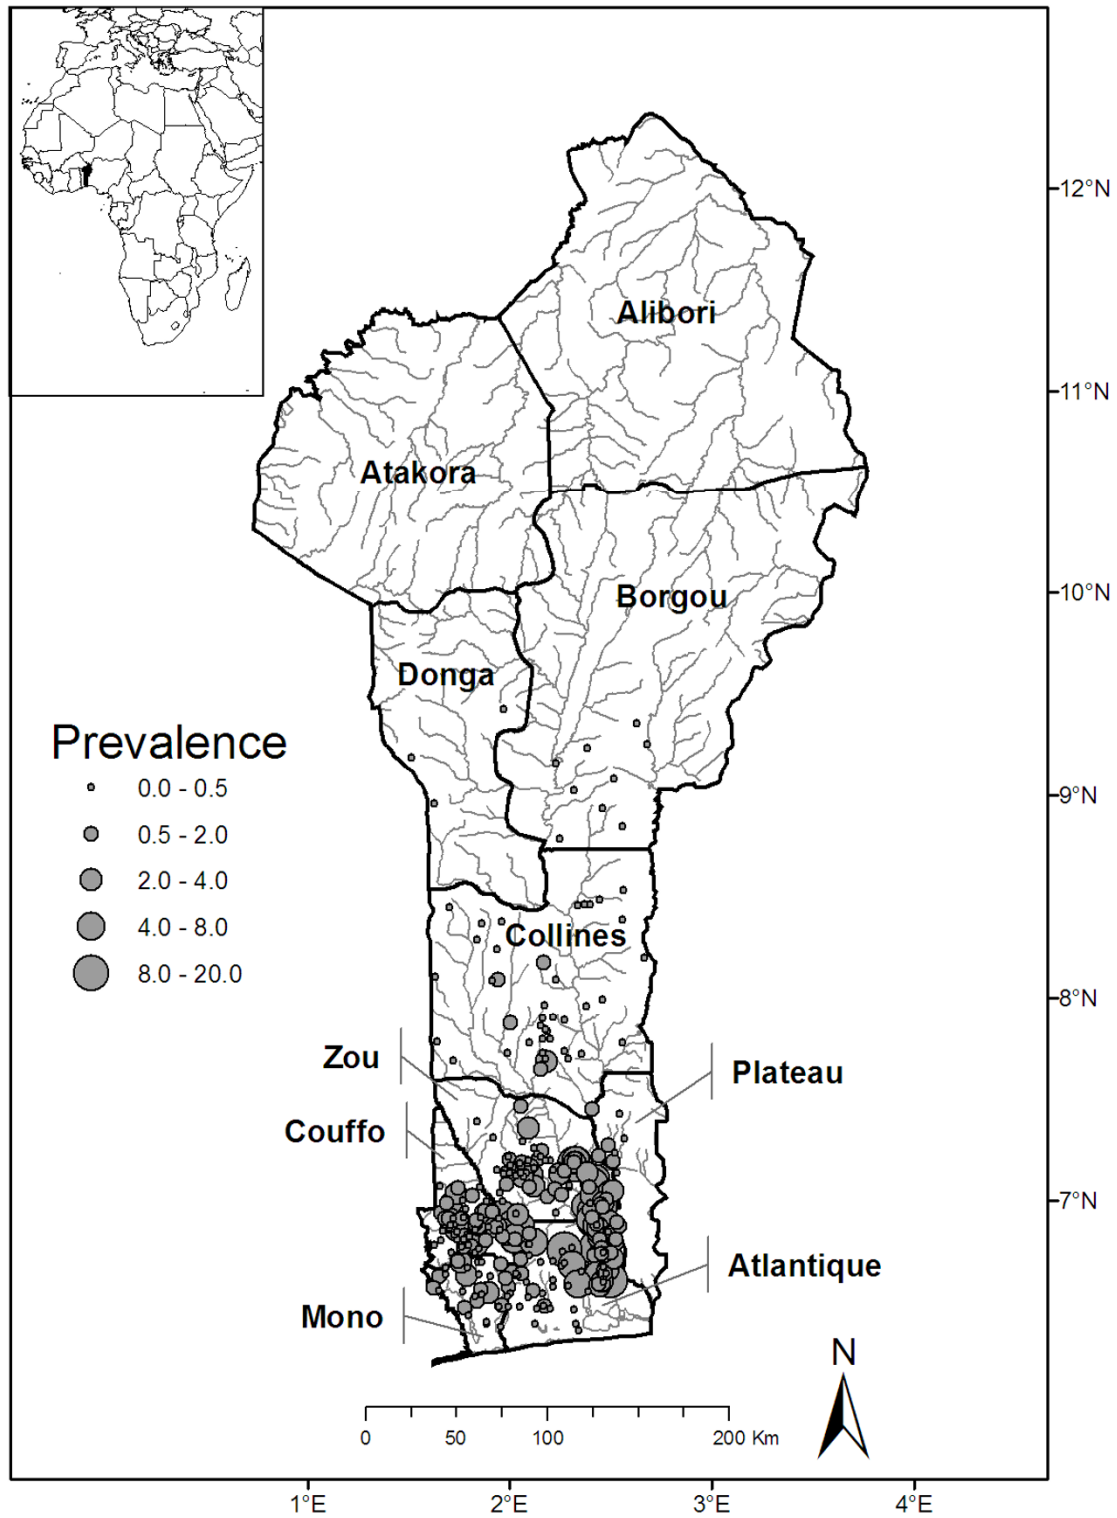 12°N
Alibori
11°N
Atakora
10°N
Borgou
Donga
Prevalence
0.0 - 0.5
9°N
0.5 - 2.0
2.0 - 4.0
4.0 - 8.0
Collines
8.0 - 20.0
8°N
Zou
Plateau
Couffo
7°N
Atlantique
Mono
N
0 50 100 200 Km
1°E 2°E 3°E 4°E